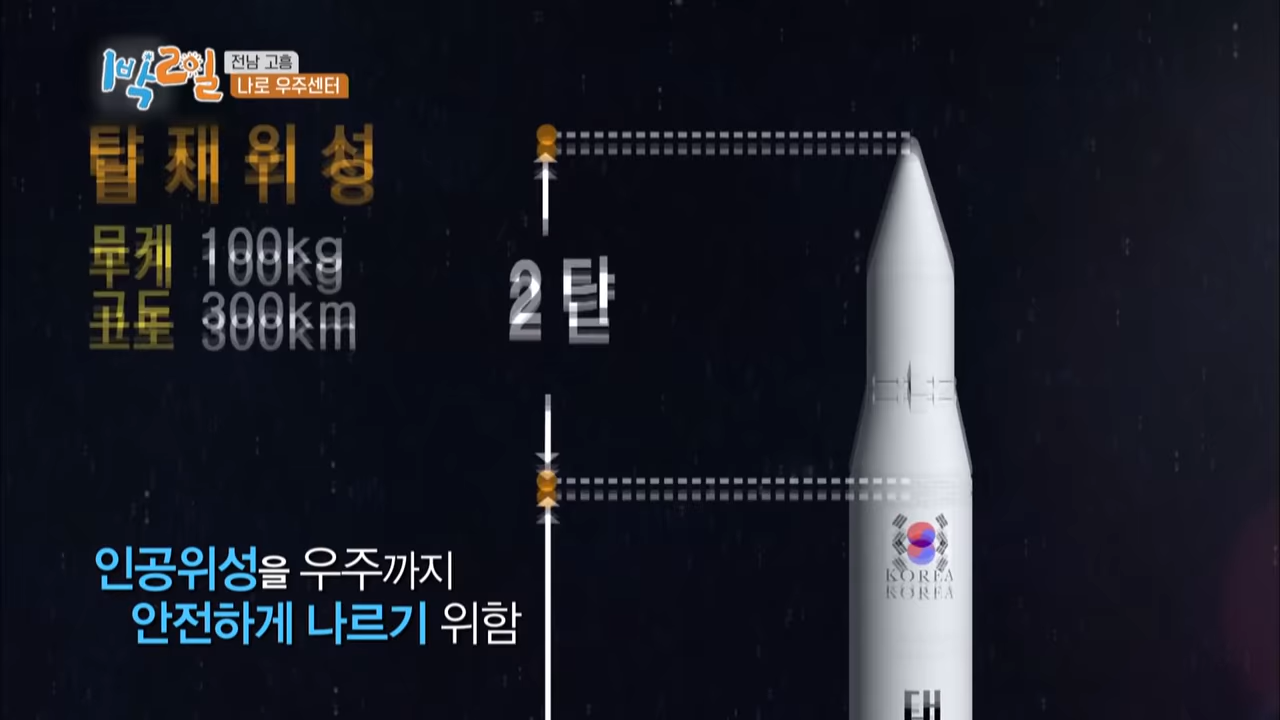 1박2일
전남 고흥
나로 우주센터
탑재위성
무게 100kg
고도 300km
2 단
KOREA
인공위성을 우주까지
안전하게 나르기 위함